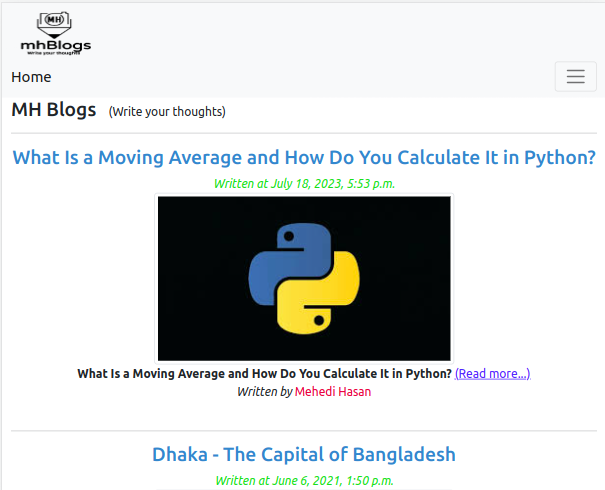 MH
mhBlogs
Write your thoughts
Home
MH Blogs (Write your thoughts)
What Is a Moving Average and How Do You Calculate It in Python?
Written at July 18, 2023, 5:53 p.m.
What Is a Moving Average and How Do You Calculate It in Python? (Read more...)
Written by Mehedi Hasan
Dhaka - The Capital of Bangladesh
Written at June 6, 2021, 1:50 p.m.